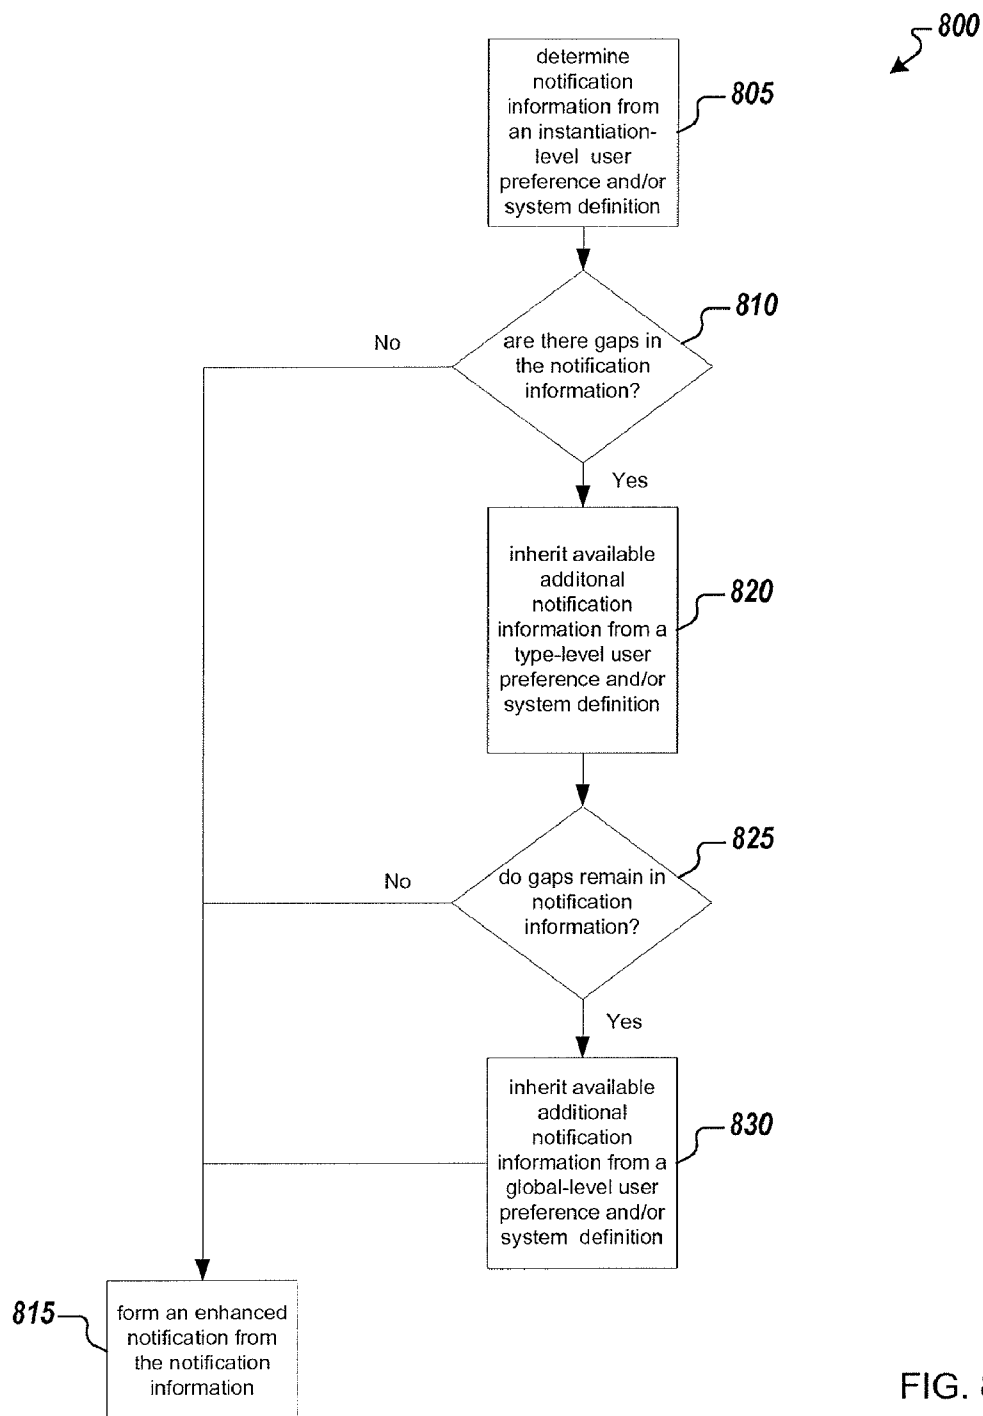 800
determine
notification
information from
an instantiation-
level user
preference and/or
system definition
805
810
are there gaps in
the notification
information?
No
Yes
inherit available
additonal
notification
information from a
type-level user
preference and/or
system definition
820
825
do gaps remain in
notification
information?
No
Yes
inherit available
additional
notification
information from a
global-level user
preference and/or
system definition
830
815
form an enhanced
notification from
the notification
information
FIG. 8